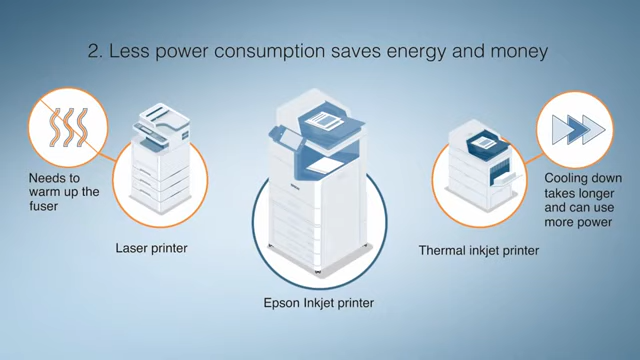 2. Less power consumption saves energy and money
Needs to
warm up the
fuser
Laser printer
Epson Inkjet printer
Thermal inkjet printer
Cooling down
takes longer
and can use
more power